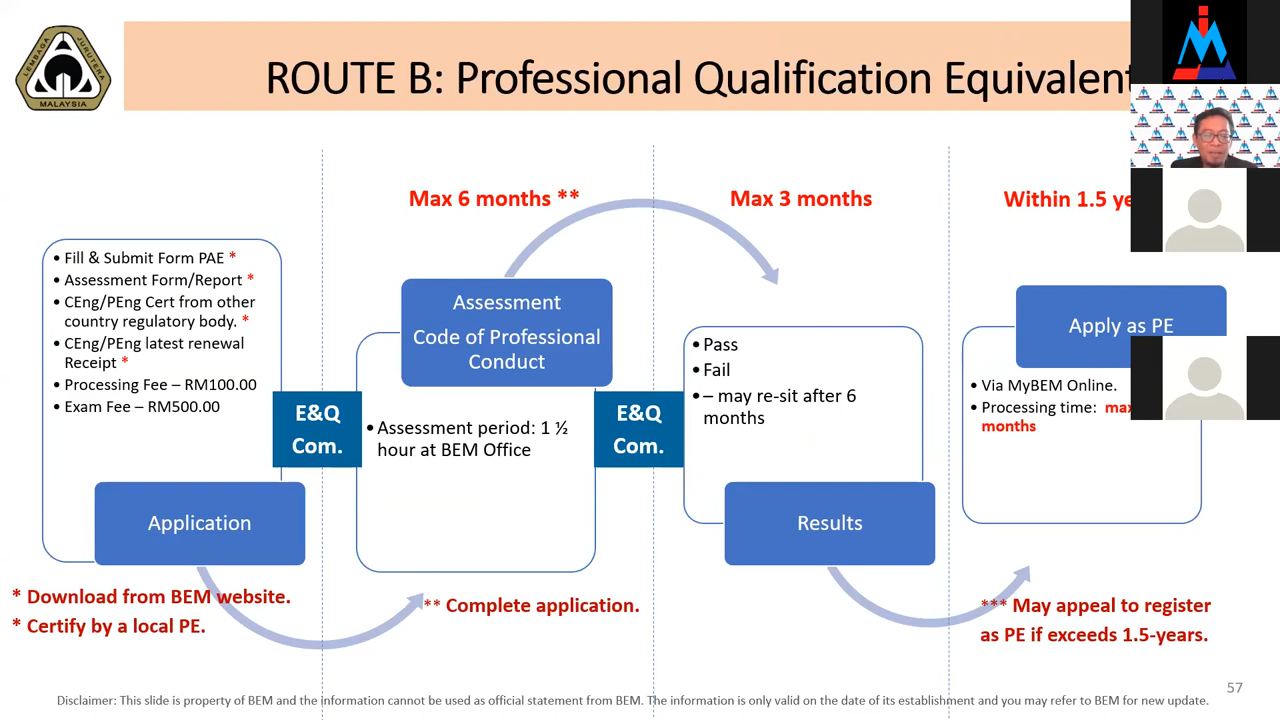 LEMBAGA JURUTERA
MALAYSIA
ROUTE B: Professional Qualification Equivalent
Max 6 months **
Max 3 months
Within 1.5
• Fill & Submit Form PAE *
• Assessment Form/Report *
• CEng/PEng Cert from other
country regulatory body. *
• CEng/PEng latest renewal
Receipt *
• Processing Fee – RM100.00
• Exam Fee – RM500.00
Application
E&Q
Com.
Assessment
Code of Professional
Conduct
• Assessment period: 1 ½
hour at BEM Office
E&Q
Com.
• Pass
• Fail
• – may re-sit after 6
months
Results
Apply as PE
• Via MyBEM Online.
• Processing time:
months
* Download from BEM website.
* Certify by a local PE.
** Complete application.
*** May appeal to register
as PE if exceeds 1.5-years.
57
Disclaimer: This slide is property of BEM and the information cannot be used as official statement from BEM. The information is only valid on the date of its establishment and you may refer to BEM for new update.